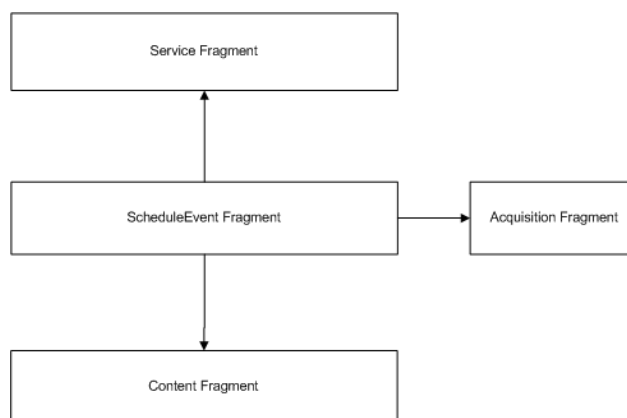 Service Fragment
ScheduleEvent Fragment
Acquisition Fragment
Content Fragment